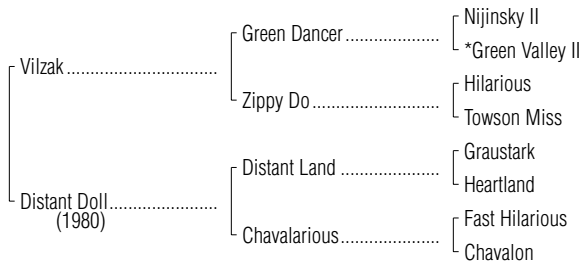 Nijinsky II
Green Dancer....................
*Green Valley II
Vilzak................................
Hilarious
Zippy Do...........................
Towson Miss
Graustark
Distant Land .....................
Heartland
Distant Doll.......................
(1980)
Fast Hilarious
Chavalarious.....................
Chavalon